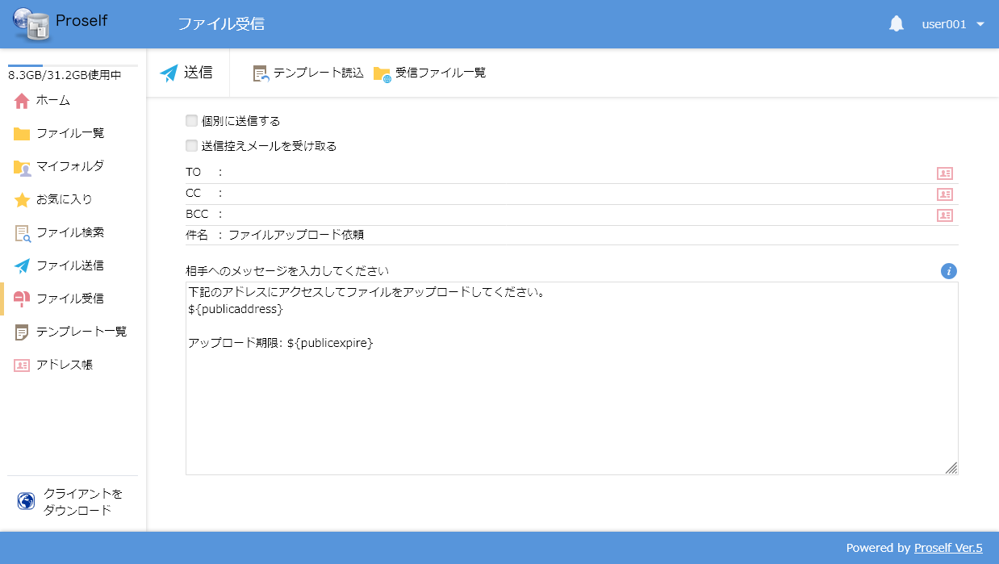 Proself
ファイル受信
user001
8.3GB/31.2GB使用中
ホーム
ファイル一覧
マイフォルダ
お気に入り
ファイル検索
ファイル送信
ファイル受信
テンプレート一覧
アドレス帳
クライアントを
ダウンロード
送信
テンプレート読込
受信ファイル一覧
個別に送信する
送信控えメールを受け取る
TO :
CC :
BCC :
件名 : ファイルアップロード依頼
相手へのメッセージを入力してください
下記のアドレスにアクセスしてファイルをアップロードしてください。
${publicaddress}
アップロード期限: ${publicexpire}
Powered by Proself Ver.5